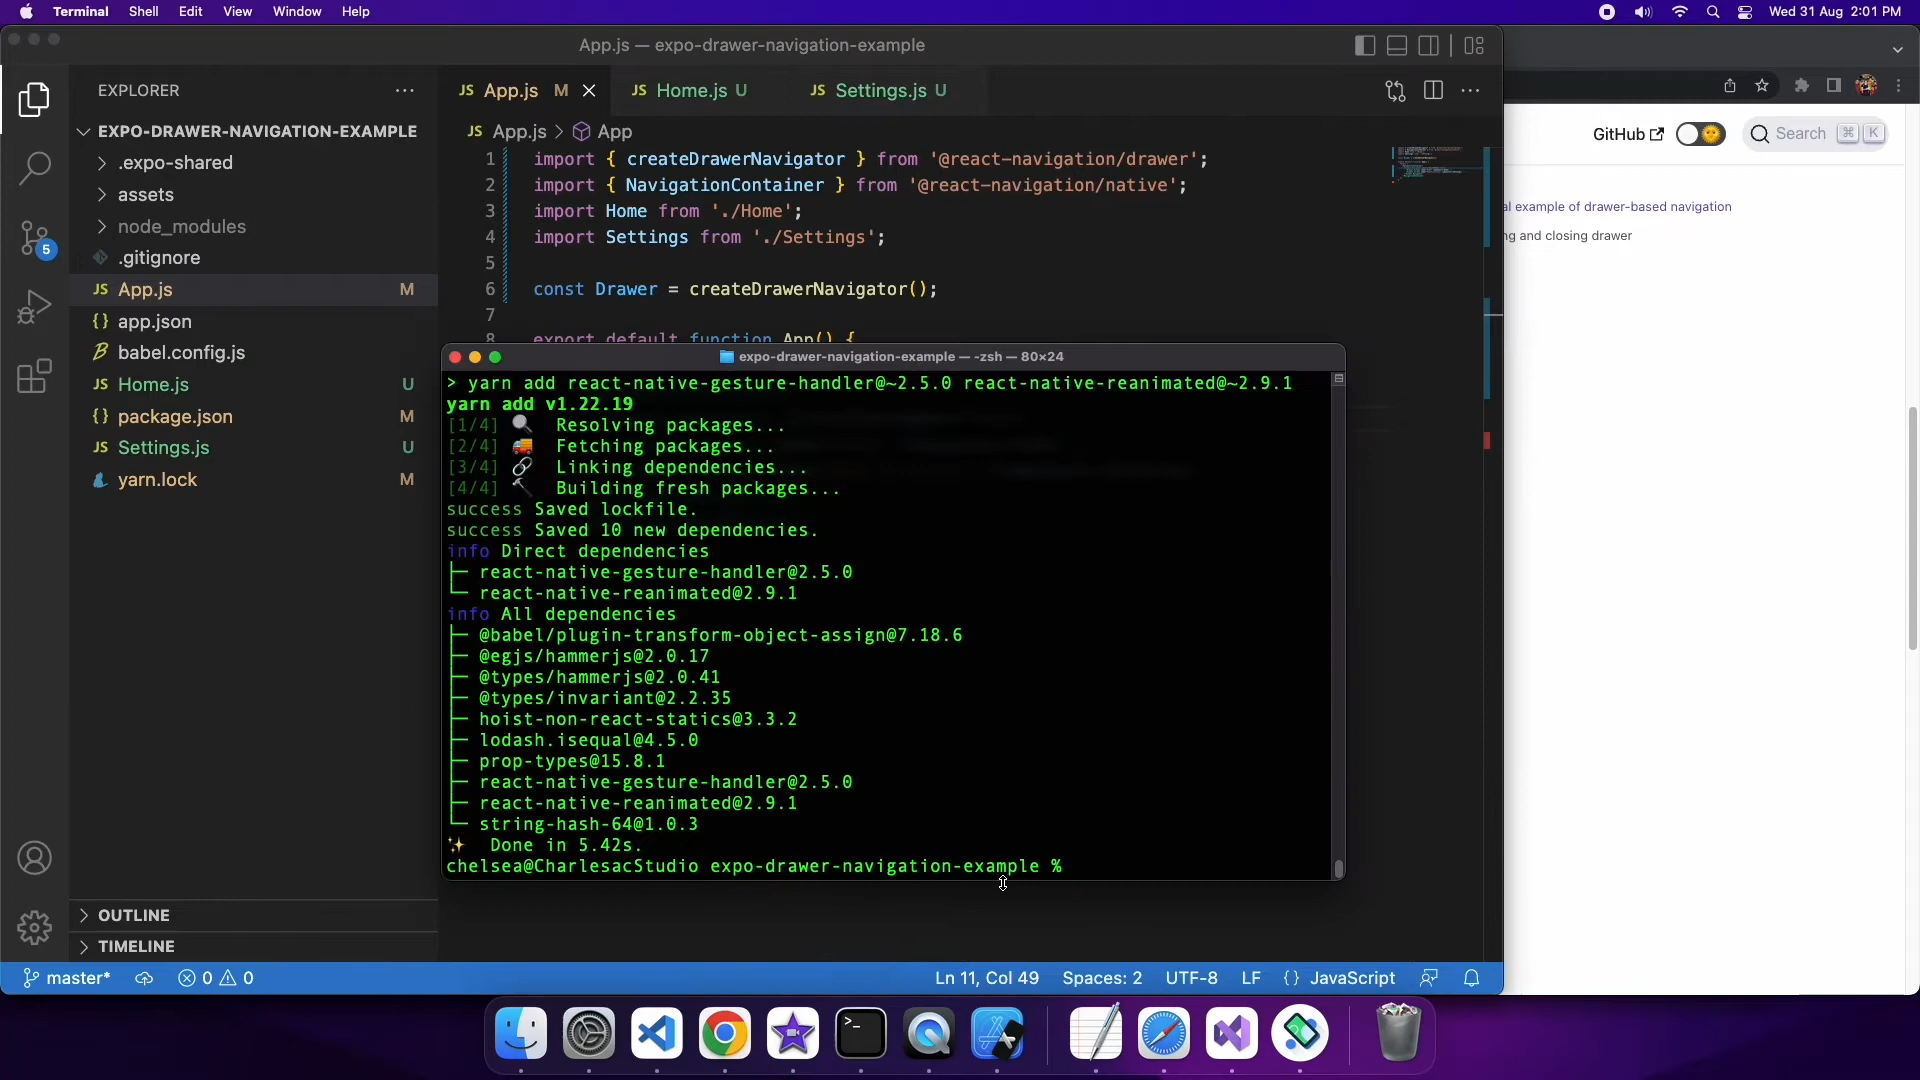 Terminal Shell Edit View Window Help Wed 31 Aug 2:01 PM
App.js — expo-drawer-navigation-example
EXPLORER
EXPO-DRAWER-NAVIGATION-EXAMPLE
.expo-shared
assets
node_modules
.gitignore
JS App.js M
{} app.json
babel.config.js
JS Home.js U
{} package.json M
JS Settings.js U
yarn.lock M
OUTLINE
TIMELINE
5
JS App.js M
JS Home.js U
JS Settings.js U
JS App.js > App
1 import { createDrawerNavigator } from '@react-navigation/drawer';
2 import { NavigationContainer } from '@react-navigation/native';
3 import Home from './Home';
4 import Settings from './Settings';
5
6 const Drawer = createDrawerNavigator();
7
8 export default function App() {
expo-drawer-navigation-example — -zsh — 80×24
> yarn add react-native-gesture-handler@~2.5.0 react-native-reanimated@~2.9.1
yarn add v1.22.19
[1/4] 🔍 Resolving packages...
[2/4] 🚚 Fetching packages...
[3/4] 🔗 Linking dependencies...
[4/4] 🔨 Building fresh packages...
success Saved lockfile.
success Saved 10 new dependencies.
info Direct dependencies
├─ react-native-gesture-handler@2.5.0
└─ react-native-reanimated@2.9.1
info All dependencies
├─ @babel/plugin-transform-object-assign@7.18.6
├─ @egjs/hammerjs@2.0.17
├─ @types/hammerjs@2.0.41
├─ @types/invariant@2.2.35
├─ hoist-non-react-statics@3.3.2
├─ lodash.isequal@4.5.0
├─ prop-types@15.8.1
├─ react-native-gesture-handler@2.5.0
├─ react-native-reanimated@2.9.1
└─ string-hash-64@1.0.3
✨ Done in 5.42s.
chelsea@CharlesacStudio expo-drawer-navigation-example %
GitHub Search ⌘ K
al example of drawer-based navigation
ng and closing drawer
master* 0 0 Ln 11, Col 49 Spaces: 2 UTF-8 LF {} JavaScript